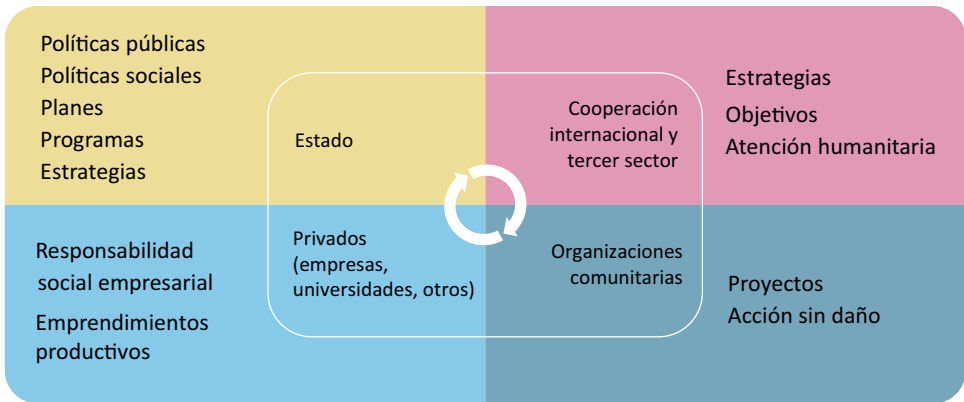 Políticas públicas
Políticas sociales
Planes
Programas
Estrategias
Estado
Cooperación
internacional y
tercer sector
Estrategias
Objetivos
Atención humanitaria
Responsabilidad
social empresarial
Emprendimientos
productivos
Privados
(empresas,
universidades, otros)
Organizaciones
comunitarias
Proyectos
Acción sin daño